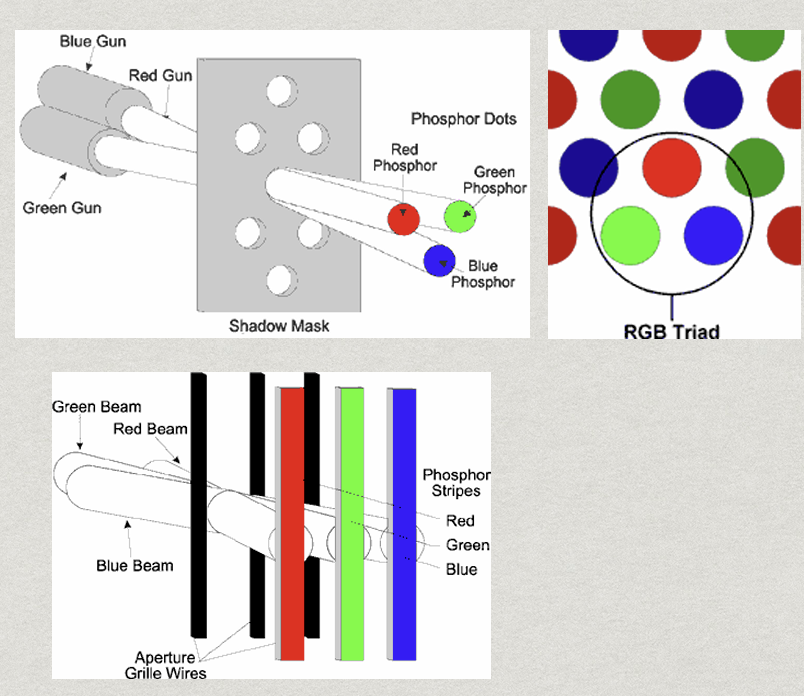 Blue Gun
Red Gun
Green Gun
Phosphor Dots
Red
Phosphor
Green
Phosphor
Blue
Phosphor
Shadow Mask
RGB Triad
Green Beam
Red Beam
Blue Beam
Phosphor
Stripes
Red
Green
Blue
Aperture
Grille Wires